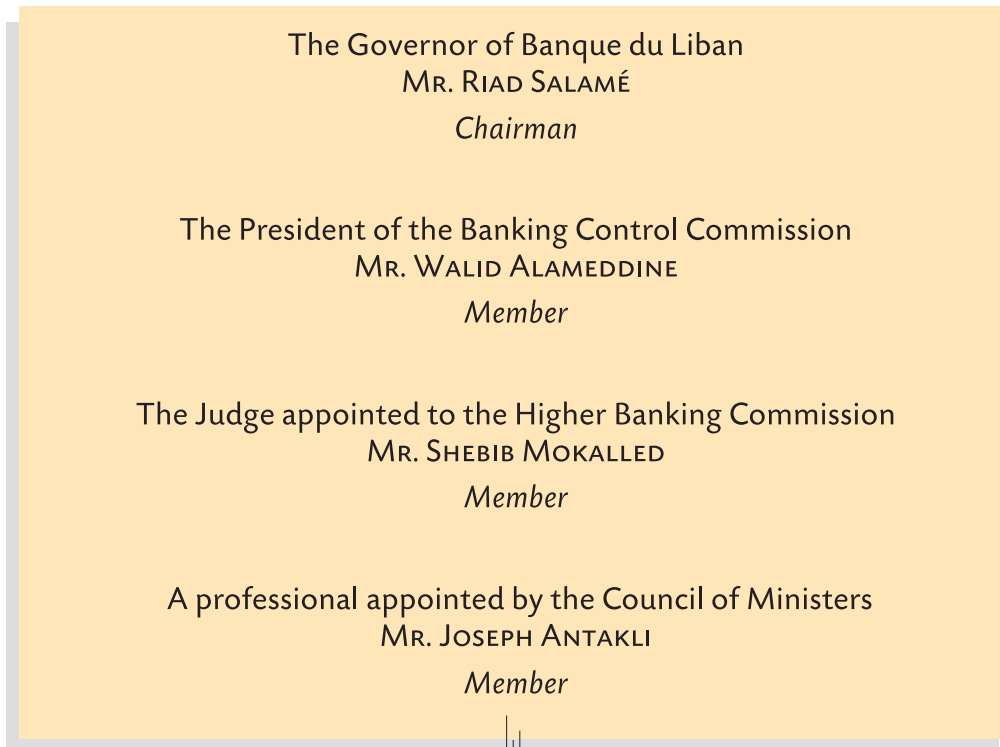 The Governor of Banque du Liban
Mr. Riad Salamé
Chairman
The President of the Banking Control Commission
Mr. Walid Alameddine
Member
The Judge appointed to the Higher Banking Commission
Mr. Shebib Mokalled
Member
A professional appointed by the Council of Ministers
Mr. Joseph Antakli
Member